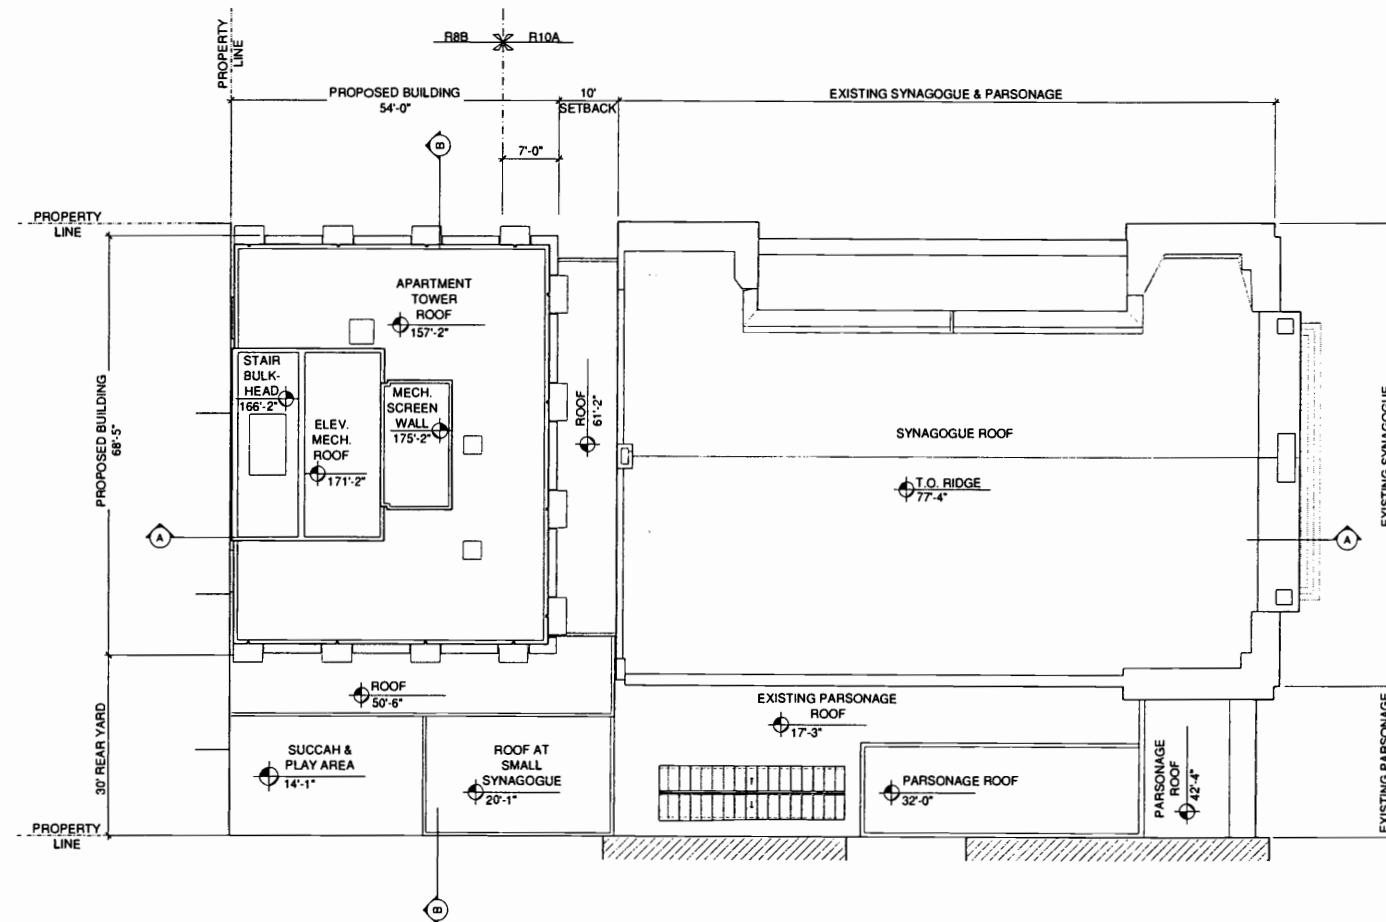 PROPERTY
LINE
R8B
R10A
PROPOSED BUILDING
54'-0"
10'
SETBACK
EXISTING SYNAGOGUE & PARSONAGE
B
7'-0"
PROPERTY
LINE
APARTMENT
TOWER
ROOF
157'-2"
STAIR
BULK-
HEAD
166'-2"
MECH.
SCREEN
WALL
175'-2"
ELEV.
MECH.
ROOF
171'-2"
ROOF
61'-2"
SYNAGOGUE ROOF
T.O. RIDGE
77'-4"
PROPOSED BUILDING
68'-5"
EXISTING SYNAGOGUE
A
A
ROOF
50'-6"
EXISTING PARSONAGE
ROOF
17'-3"
30' REAR YARD
SUCCAH &
PLAY AREA
14'-1"
ROOF AT
SMALL
SYNAGOGUE
20'-1"
PARSONAGE ROOF
32'-0"
PARSONAGE
ROOF
42'-4"
EXISTING PARSONAGE
PROPERTY
LINE
B